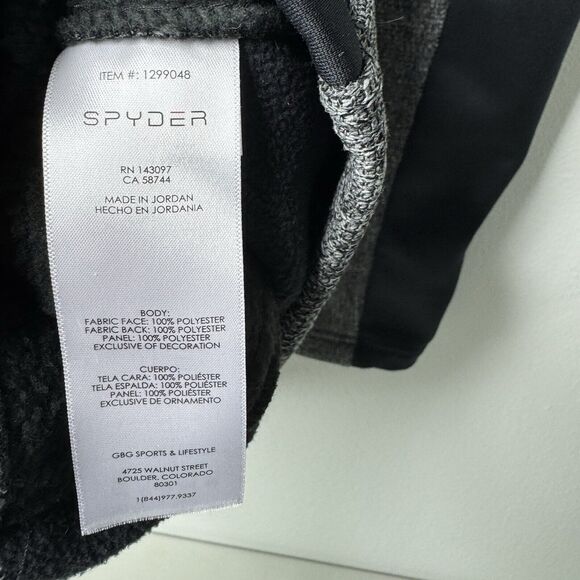 ITEM #: 1299048
SPYDER
RN 143097
CA 58744
MADE IN JORDAN
HECHO EN JORDANIA
BODY:
FABRIC FACE: 100% POLYESTER
FABRIC BACK: 100% POLYESTER
PANEL: 100% POLYESTER
EXCLUSIVE OF DECORATION
CUERPO:
TELA CARA: 100% POLIÉSTER
TELA ESPALDA: 100% POLIÉSTER
PANEL: 100% POLIÉSTER
EXCLUSIVE DE ORNAMENTO
GBG SPORTS & LIFESTYLE
4725 WALNUT STREET
BOULDER, COLORADO
80301
1(844)977.9337